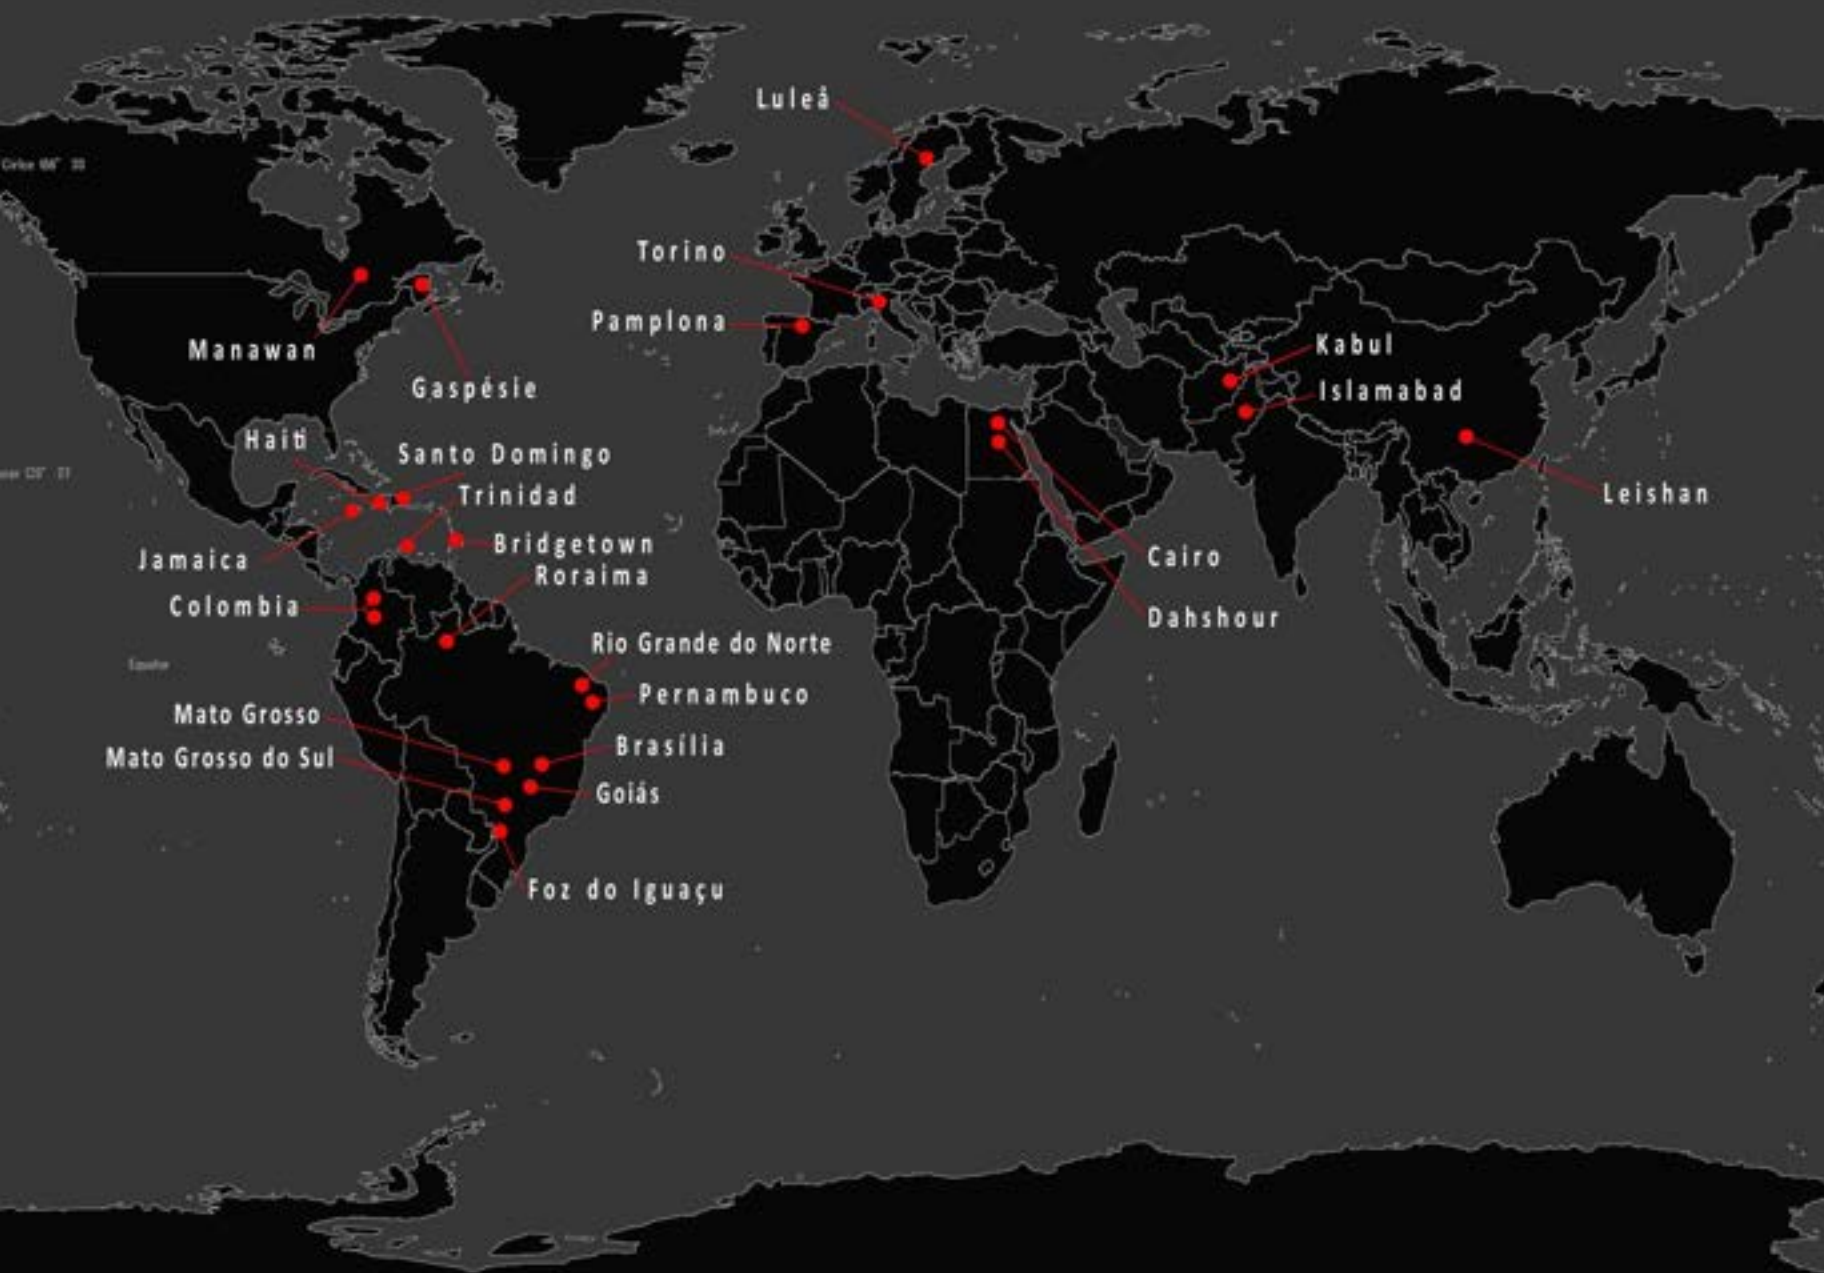 Luleå
Torino
Pamplona
Kabul
Islamabad
Manawan
Gaspésie
Haiti
Santo Domingo
Trinidad
Leishan
Bridgetown
Jamaica
Cairo
Roraima
Colombia
Dahshour
Rio Grande do Norte
Equator
Pernambuco
Mato Grosso
Brasília
Mato Grosso do Sul
Goiás
Foz do Iguaçu